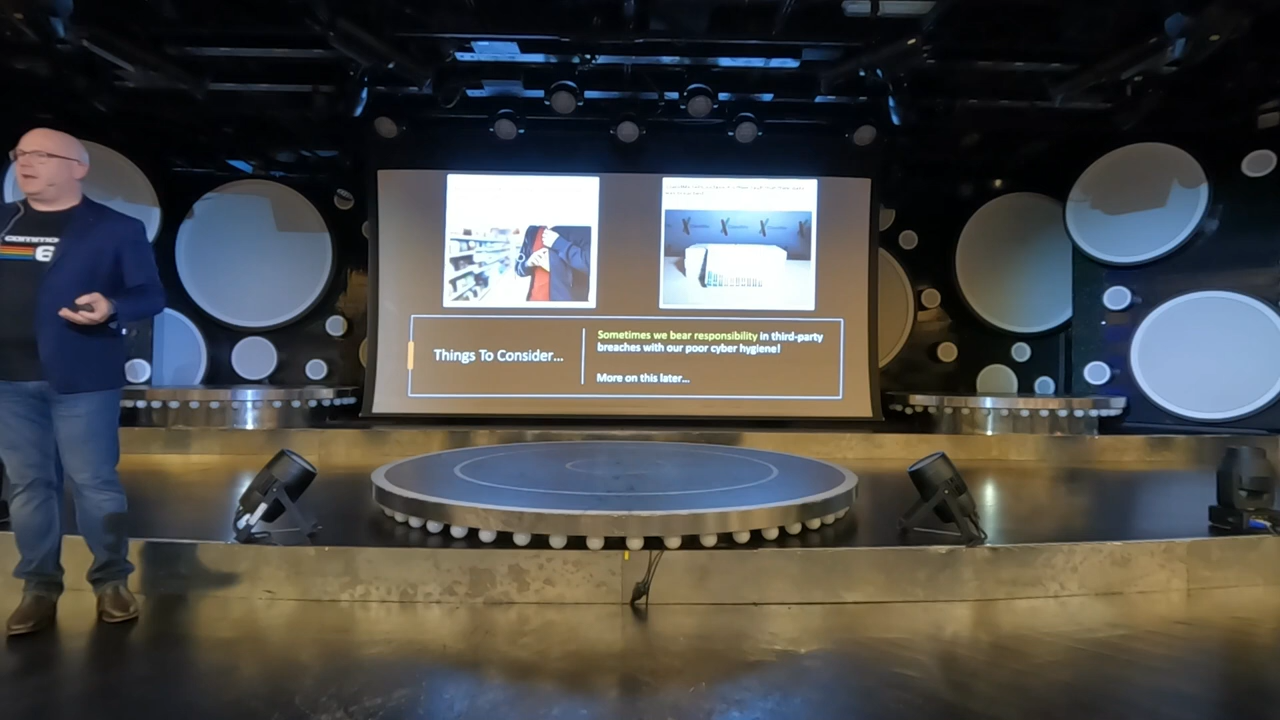 Things To Consider...
Sometimes we bear responsibility in third-party
breaches with our poor cyber hygiene!
More on this later...
6